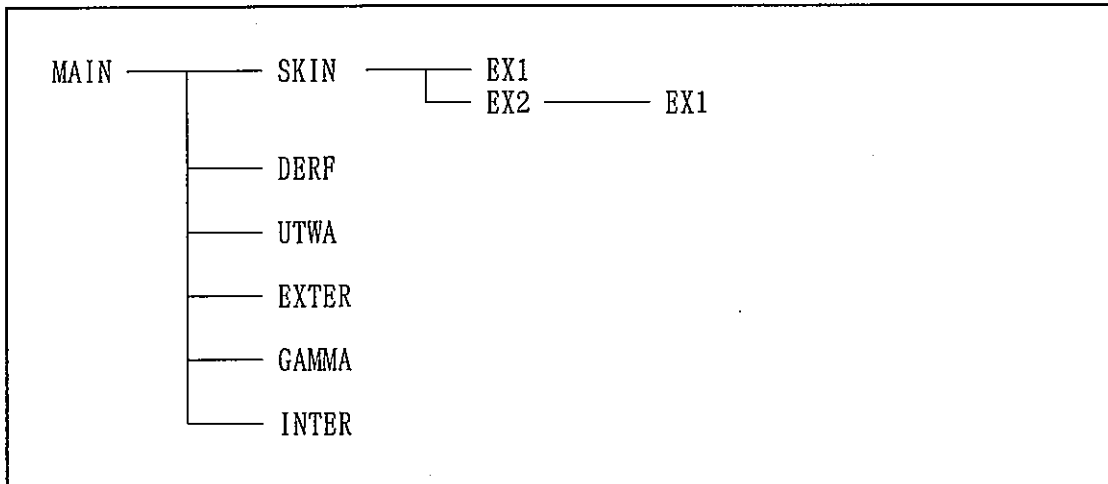 MAIN SKIN EX1
EX2 EX1
DERF
UTWA
EXTER
GAMMA
INTER